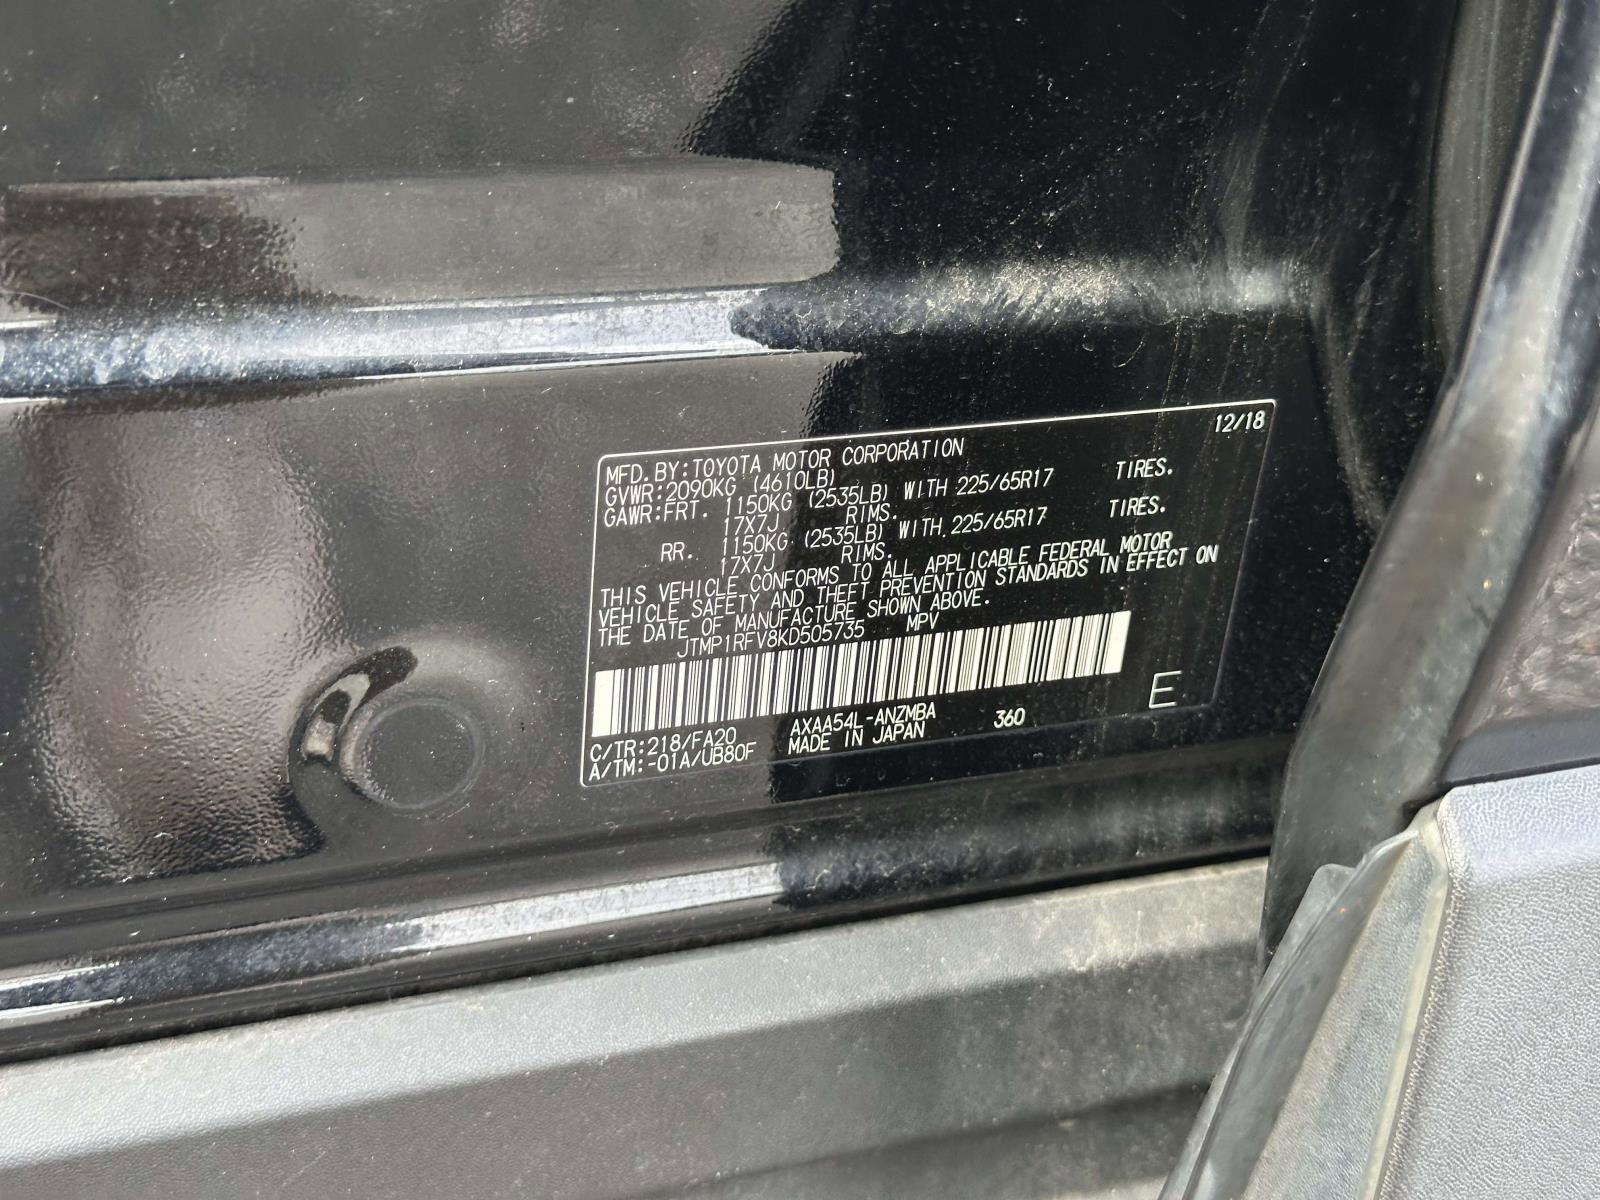 12/18
MFD.BY:TOYOTA MOTOR CORPORATION
GVWR:2090KG (4610LB)
GAWR:FRT. 1150KG (2535LB) WITH 225/65R17 TIRES.
17X7J RIMS.
RR. 1150KG (2535LB) WITH 225/65R17 TIRES.
17X7J RIMS.
THIS VEHICLE CONFORMS TO ALL APPLICABLE FEDERAL MOTOR
VEHICLE SAFETY AND THEFT PREVENTION STANDARDS IN EFFECT ON
THE DATE OF MANUFACTURE SHOWN ABOVE.
JTMP1RFV8KD505735 MPV
C/TR:218/FA20 AXAA54L-ANZMBA 360 E
A/TM:-01A/UB80F MADE IN JAPAN